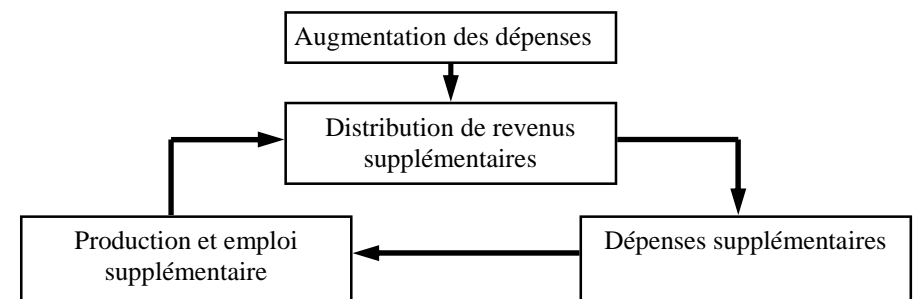 Augmentation des dépenses
Distribution de revenus
supplémentaires
Production et emploi
supplémentaire
Dépenses supplémentaires